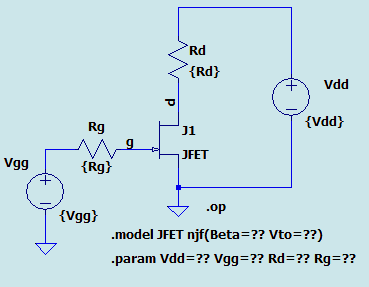 Rd
{Rd}
Vdd
{Vdd}
d
J1
JFET
Rg
g
{Rg}
Vgg
{Vgg}
.op
.model JFET njf(Beta=?? Vto=??)
.param Vdd=?? Vgg=?? Rd=?? Rg=??